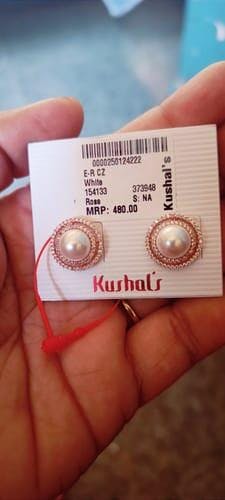 0000250124222
E-R CZ
White
154133 373948
Rose S: NA
MRP: 480.00
Kushal's
Kushal's